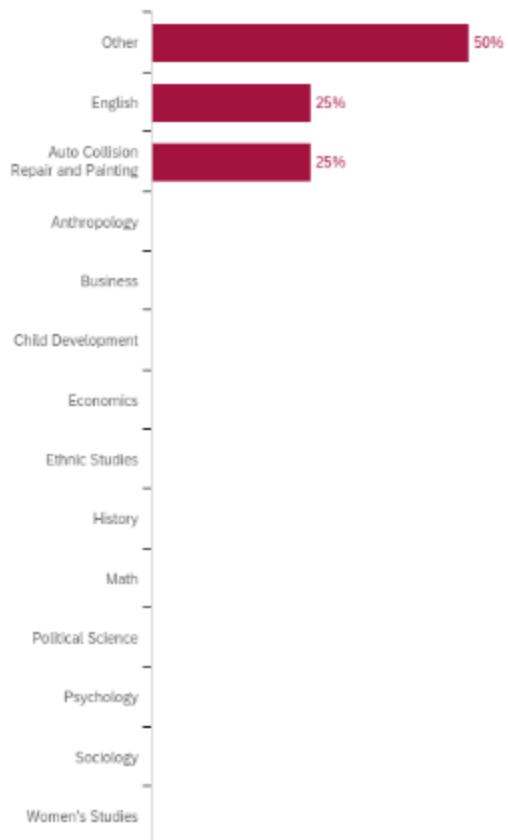 Other
50%
English
25%
Auto Collision
Repair and Painting
25%
Anthropology
Business
Child Development
Economics
Ethnic Studies
History
Math
Political Science
Psychology
Sociology
Women's Studies